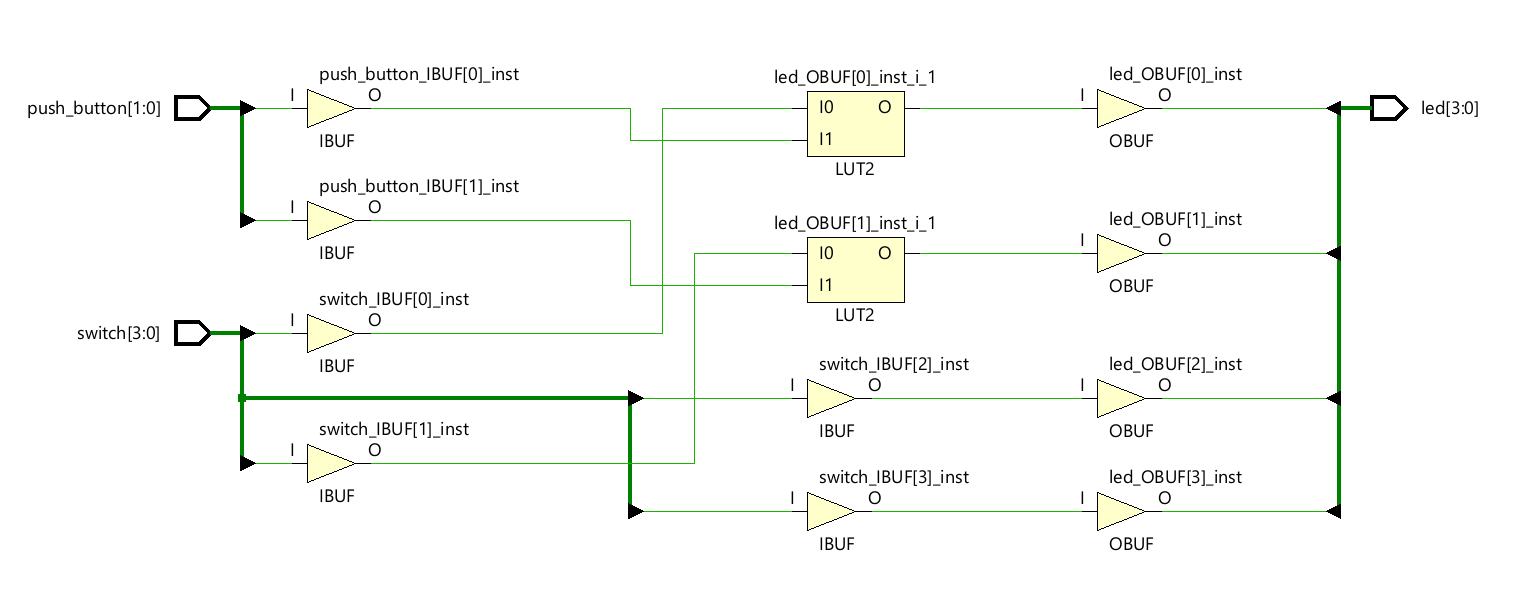 push_button_IBUF[0]_inst
led_OBUF[0]_inst_i_1
led_OBUF[0]_inst
I
O
I0
O
I
O
push_button[1:0]
led[3:0]
IBUF
I1
OBUF
LUT2
push_button_IBUF[1]_inst
I
O
led_OBUF[1]_inst_i_1
led_OBUF[1]_inst
IBUF
I0
O
I
O
I1
OBUF
switch_IBUF[0]_inst
LUT2
I
O
switch[3:0]
IBUF
switch_IBUF[2]_inst
led_OBUF[2]_inst
I
O
I
O
switch_IBUF[1]_inst
IBUF
OBUF
I
O
switch_IBUF[3]_inst
led_OBUF[3]_inst
IBUF
I
O
I
O
IBUF
OBUF